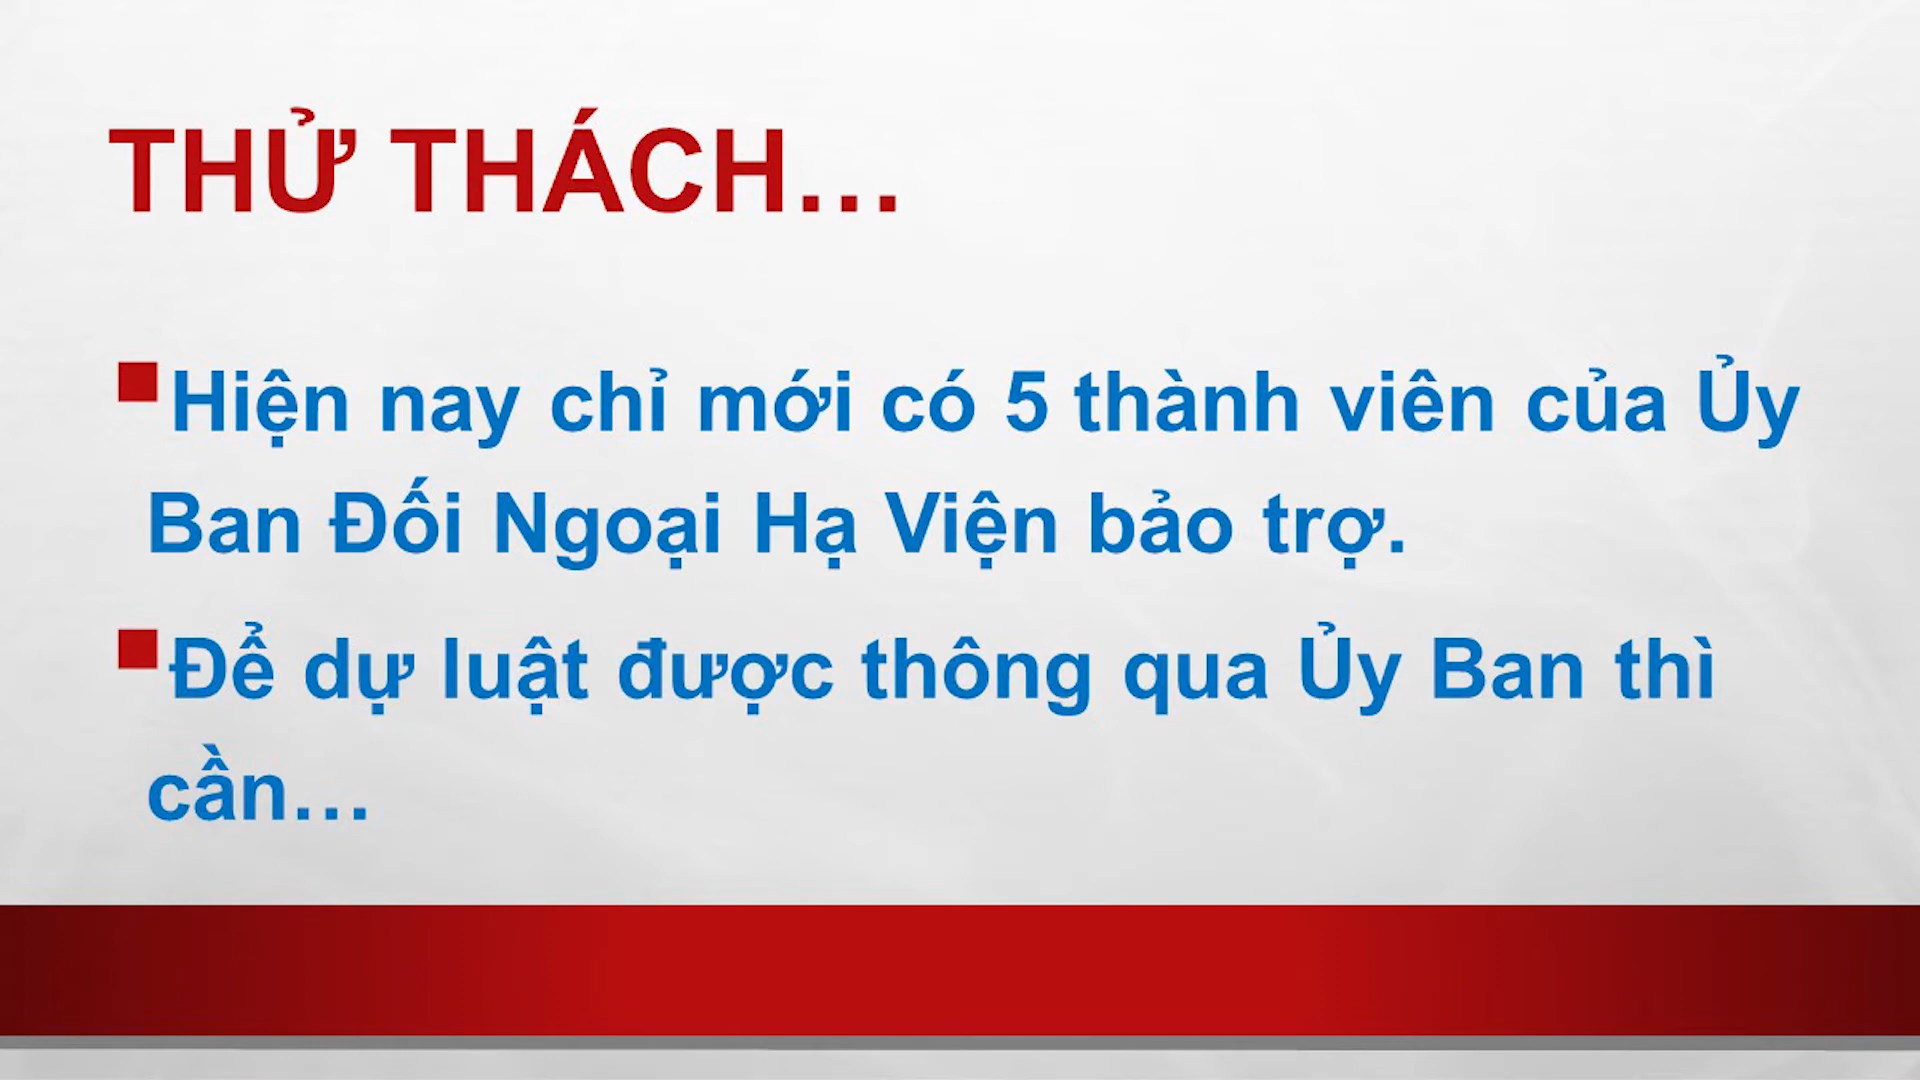 THỬ THÁCH...
Hiện nay chỉ mới có 5 thành viên của Ủy
Ban Đối Ngoại Hạ Viện bảo trợ.
Để dự luật được thông qua Ủy Ban thì
cần...